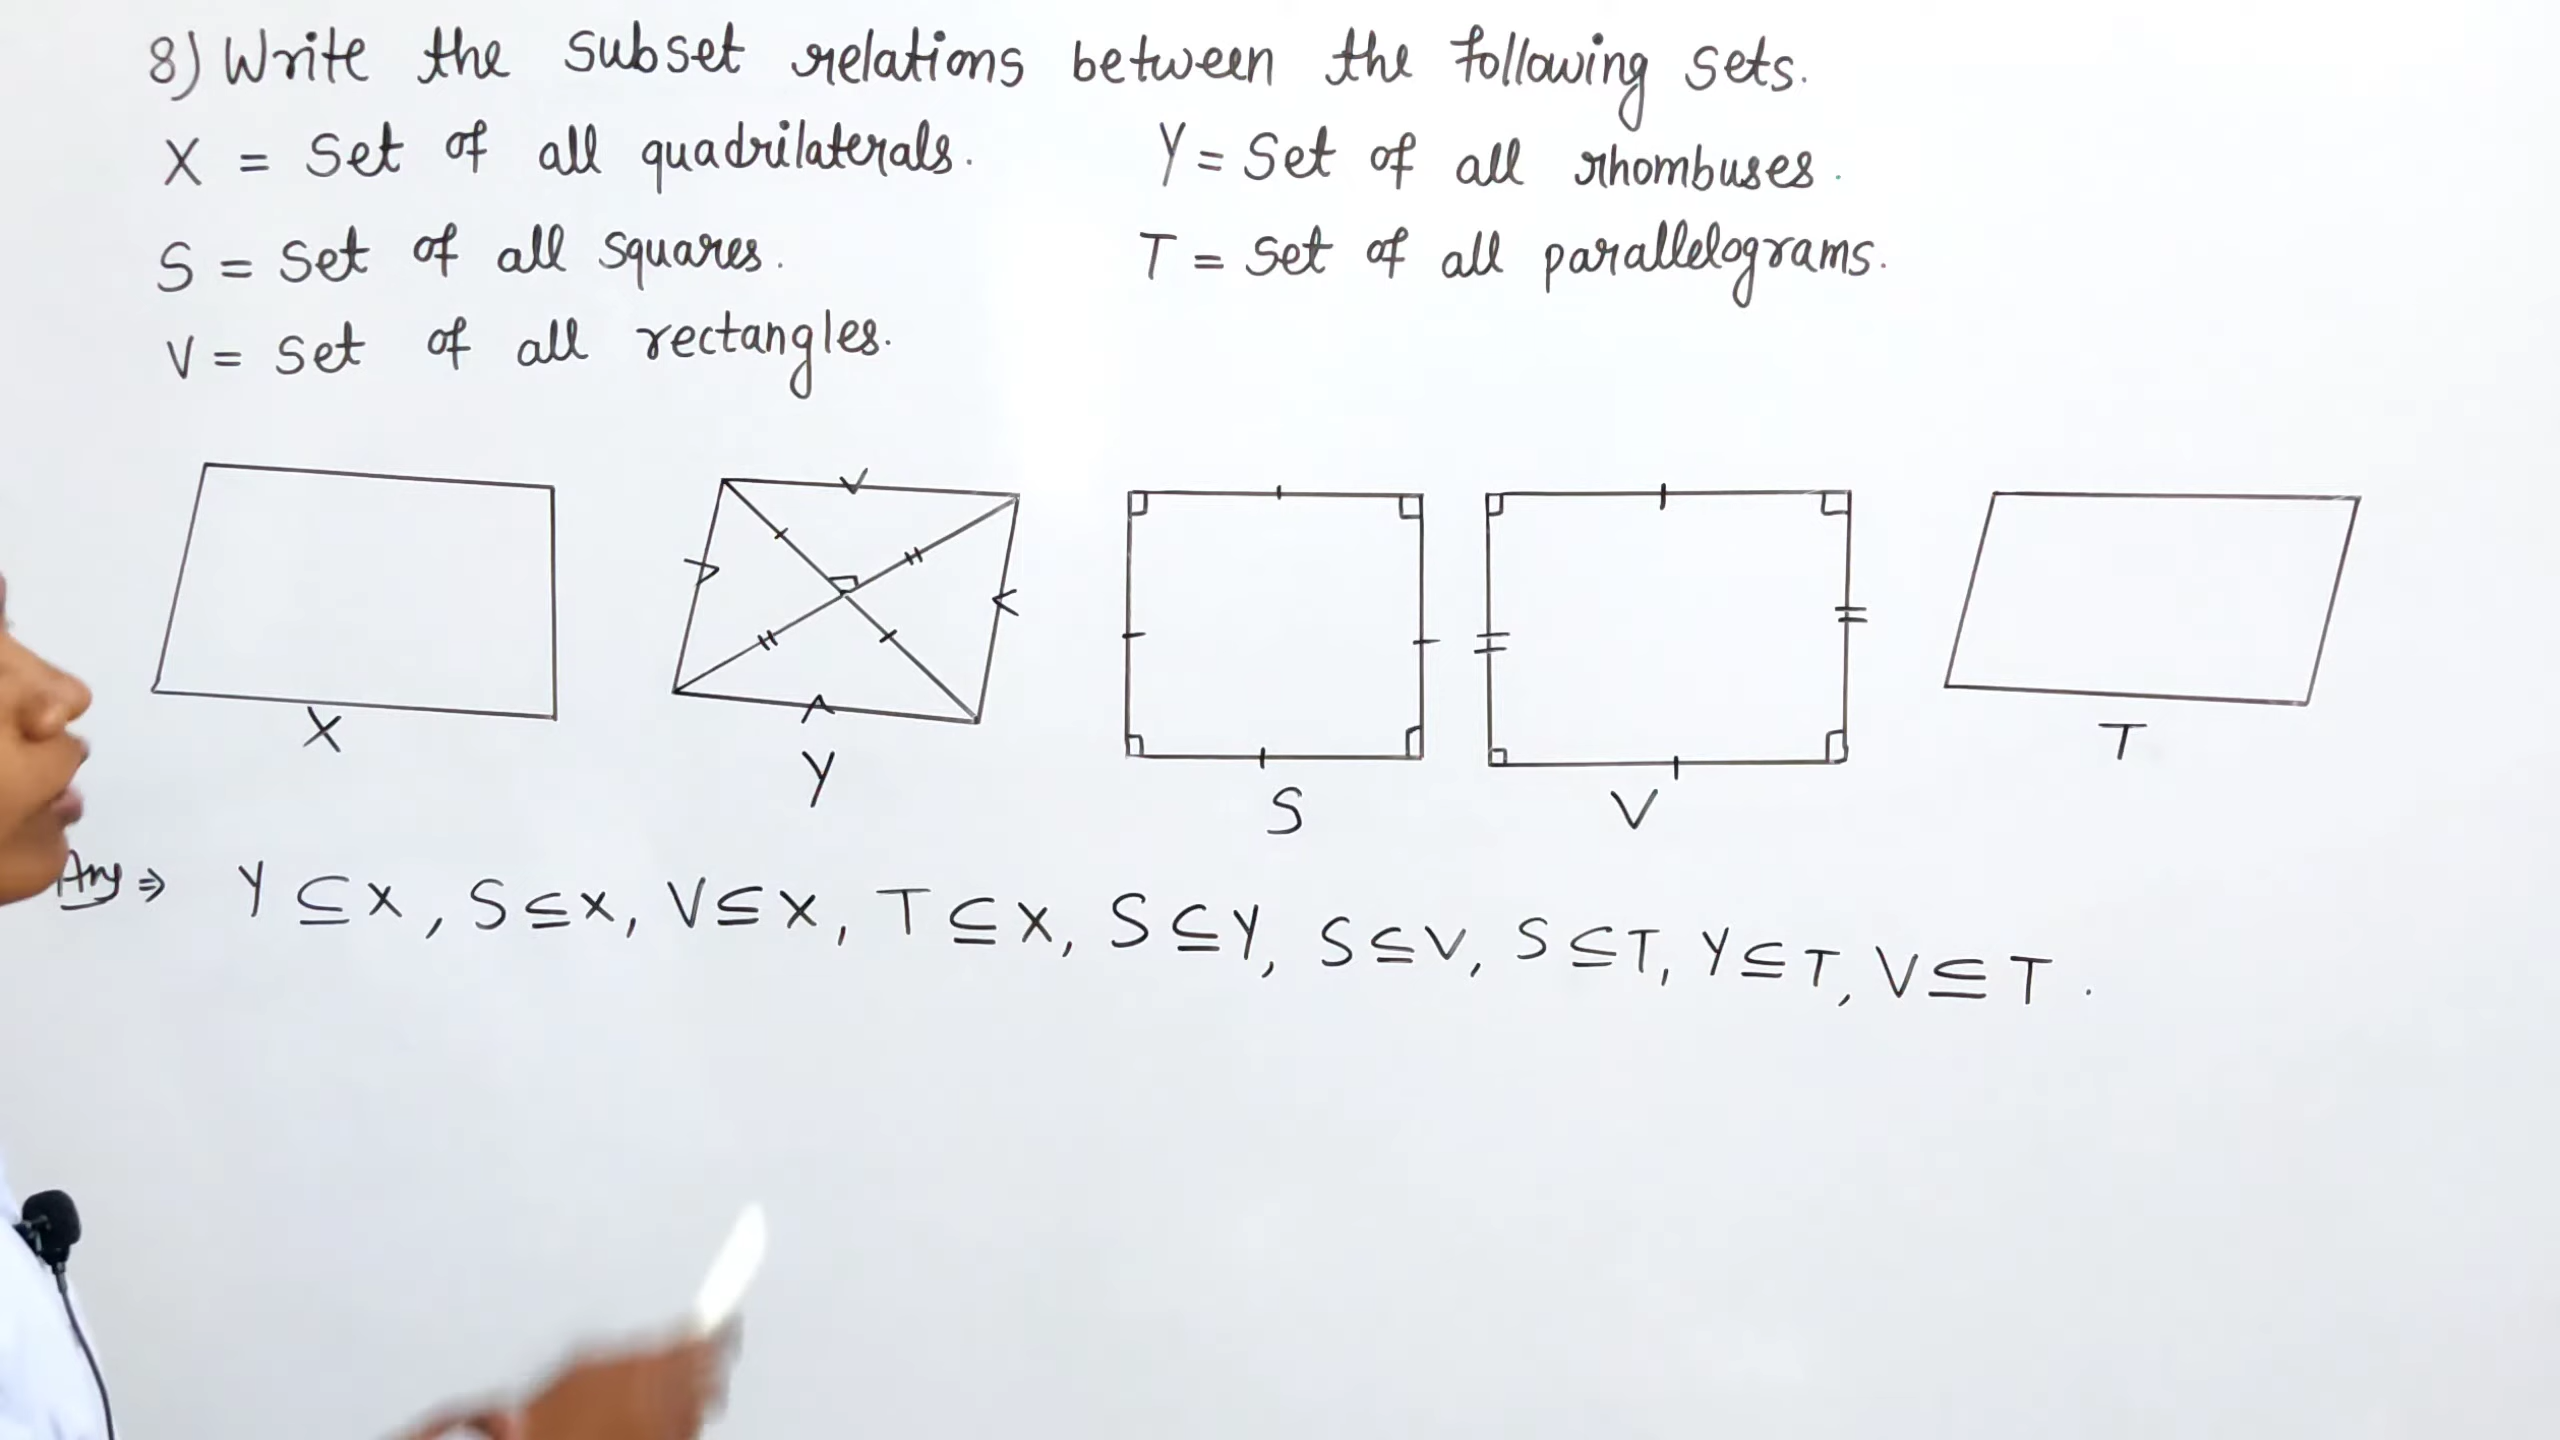 8) Write the subset relations between the following sets.
X = Set of all quadrilaterals. Y = Set of all rhombuses.
S = Set of all squares. T = Set of all parallelograms.
V = Set of all rectangles.
X Y S V T
Ans ⇒ Y ⊆ X, S ⊆ X, V ⊆ X, T ⊆ X, S ⊆ Y, S ⊆ V, S ⊆ T, Y ⊆ T, V ⊆ T.